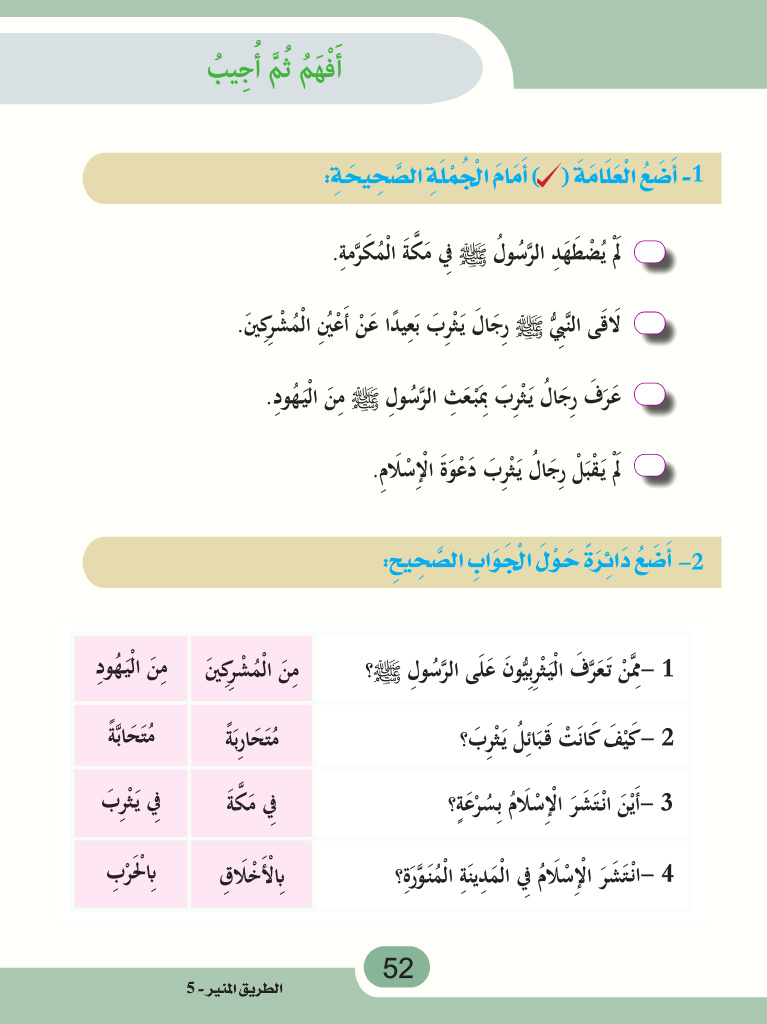 أَفْهَمُ ثُمَّ أُجِيبُ
1- أَضَعُ الْعَلَامَةَ (✓) أَمَامَ الْجُمْلَةِ الصَّحِيحَةِ:
لَمْ يُضْطَهَدِ الرَّسُولُ ﷺ فِي مَكَّةَ الْمُكَرَّمةِ.
لَاقَى النَّبِيُّ ﷺ رِجَالَ يَثْرِبَ بَعِيدًا عَنْ أَعْيُنِ الْمُشْرِكِينَ.
عَرَفَ رِجَالُ يَثْرِبَ بِمَبْعَثِ الرَّسُولِ ﷺ مِنَ الْيَهُودِ.
لَمْ يَقْبَلْ رِجَالُ يَثْرِبَ دَعْوَةَ الْإِسْلَامِ.
2- أَضَعُ دَائِرَةً حَوْلَ الْجَوَابِ الصَّحِيحِ:
1 –مِمَّنْ تَعَرَّفَ الْيَثْرِبِيُّونَ عَلَى الرَّسُولِ ﷺ؟ مِنَ الْمُشْرِكِينَ مِنَ الْيَهُودِ
2 –كَيْفَ كَانَتْ قَبَائِلُ يَثْرِبَ؟ مُتَحَارِبَةً مُتَحَابَّةً
3 –أَيْنَ انْتَشَرَ الْإِسْلَامُ بِسُرْعَةٍ؟ فِي مَكَّةَ فِي يَثْرِبَ
4 –انْتَشَرَ الْإِسْلَامُ فِي الْمَدِينَةِ الْمُنَوَّرَةِ؟ بِالْأَخْلَاقِ بِالْحَرْبِ
52
الطريق المنير - 5